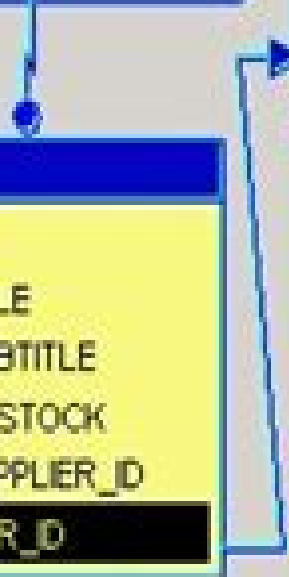 LE
BTITLE
STOCK
PPLIER_ID
R_ID